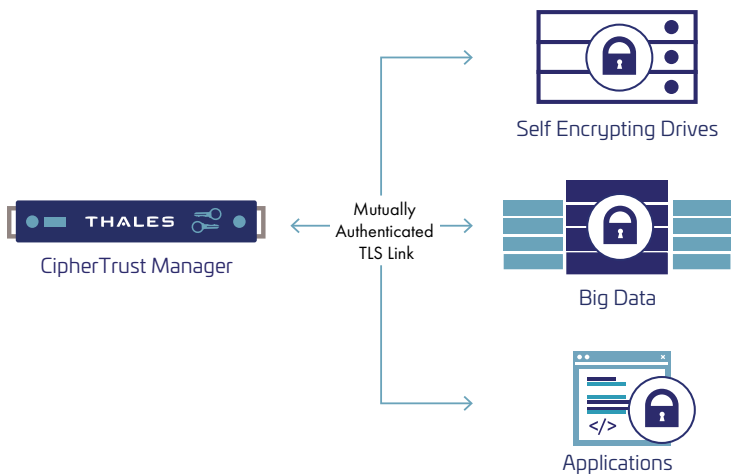 Self Encrypting Drives
THALES
CipherTrust Manager
Mutually
Authenticated
TLS Link
Big Data
</>
Applications